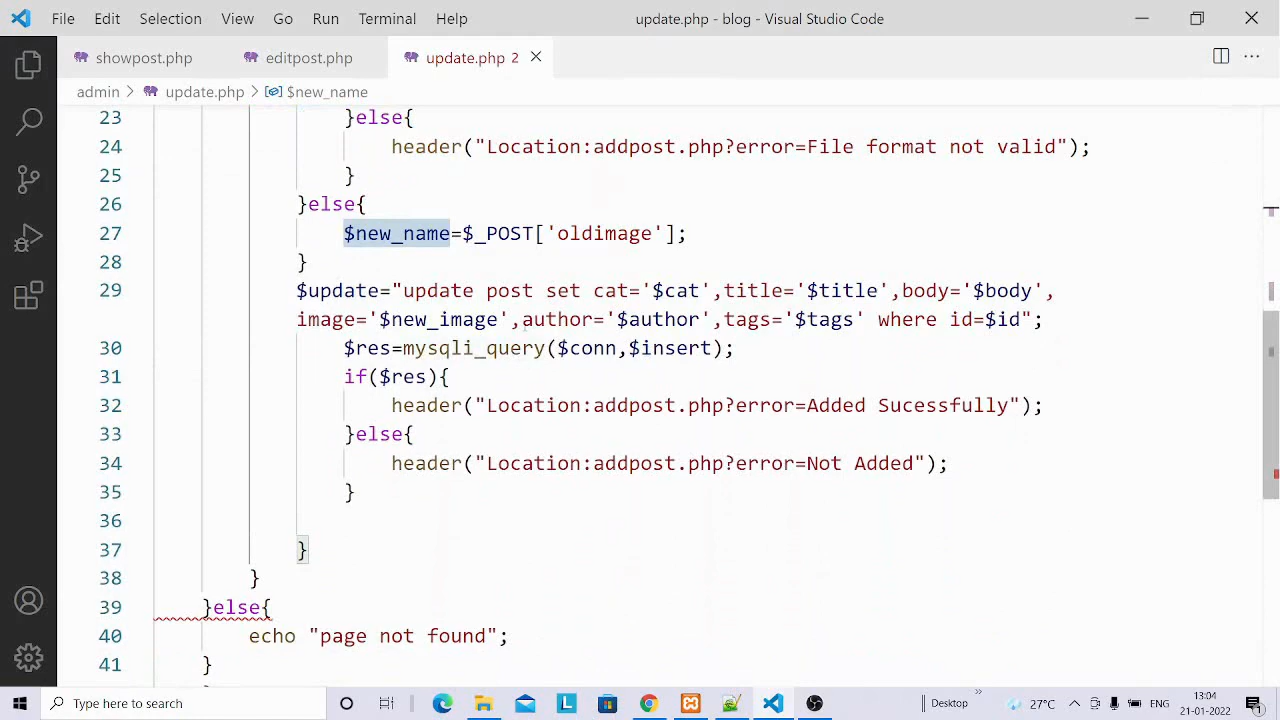 File Edit Selection View Go Run Terminal Help update.php - blog - Visual Studio Code
showpost.php editpost.php update.php 2
admin > update.php > $new_name
23 }else{
24 header("Location:addpost.php?error=File format not valid");
25 }
26 }else{
27 $new_name=$_POST['oldimage'];
28 }
29 $update="update post set cat='$cat',title='$title',body='$body',
image='$new_image',author='$author',tags='$tags' where id=$id";
30 $res=mysqli_query($conn,$insert);
31 if($res){
32 header("Location:addpost.php?error=Added Sucessfully");
33 }else{
34 header("Location:addpost.php?error=Not Added");
35 }
36
37 }
38 }
39 }else{
40 echo "page not found";
41 }
Type here to search Desktop 27°C ENG 13:04
21-01-2022